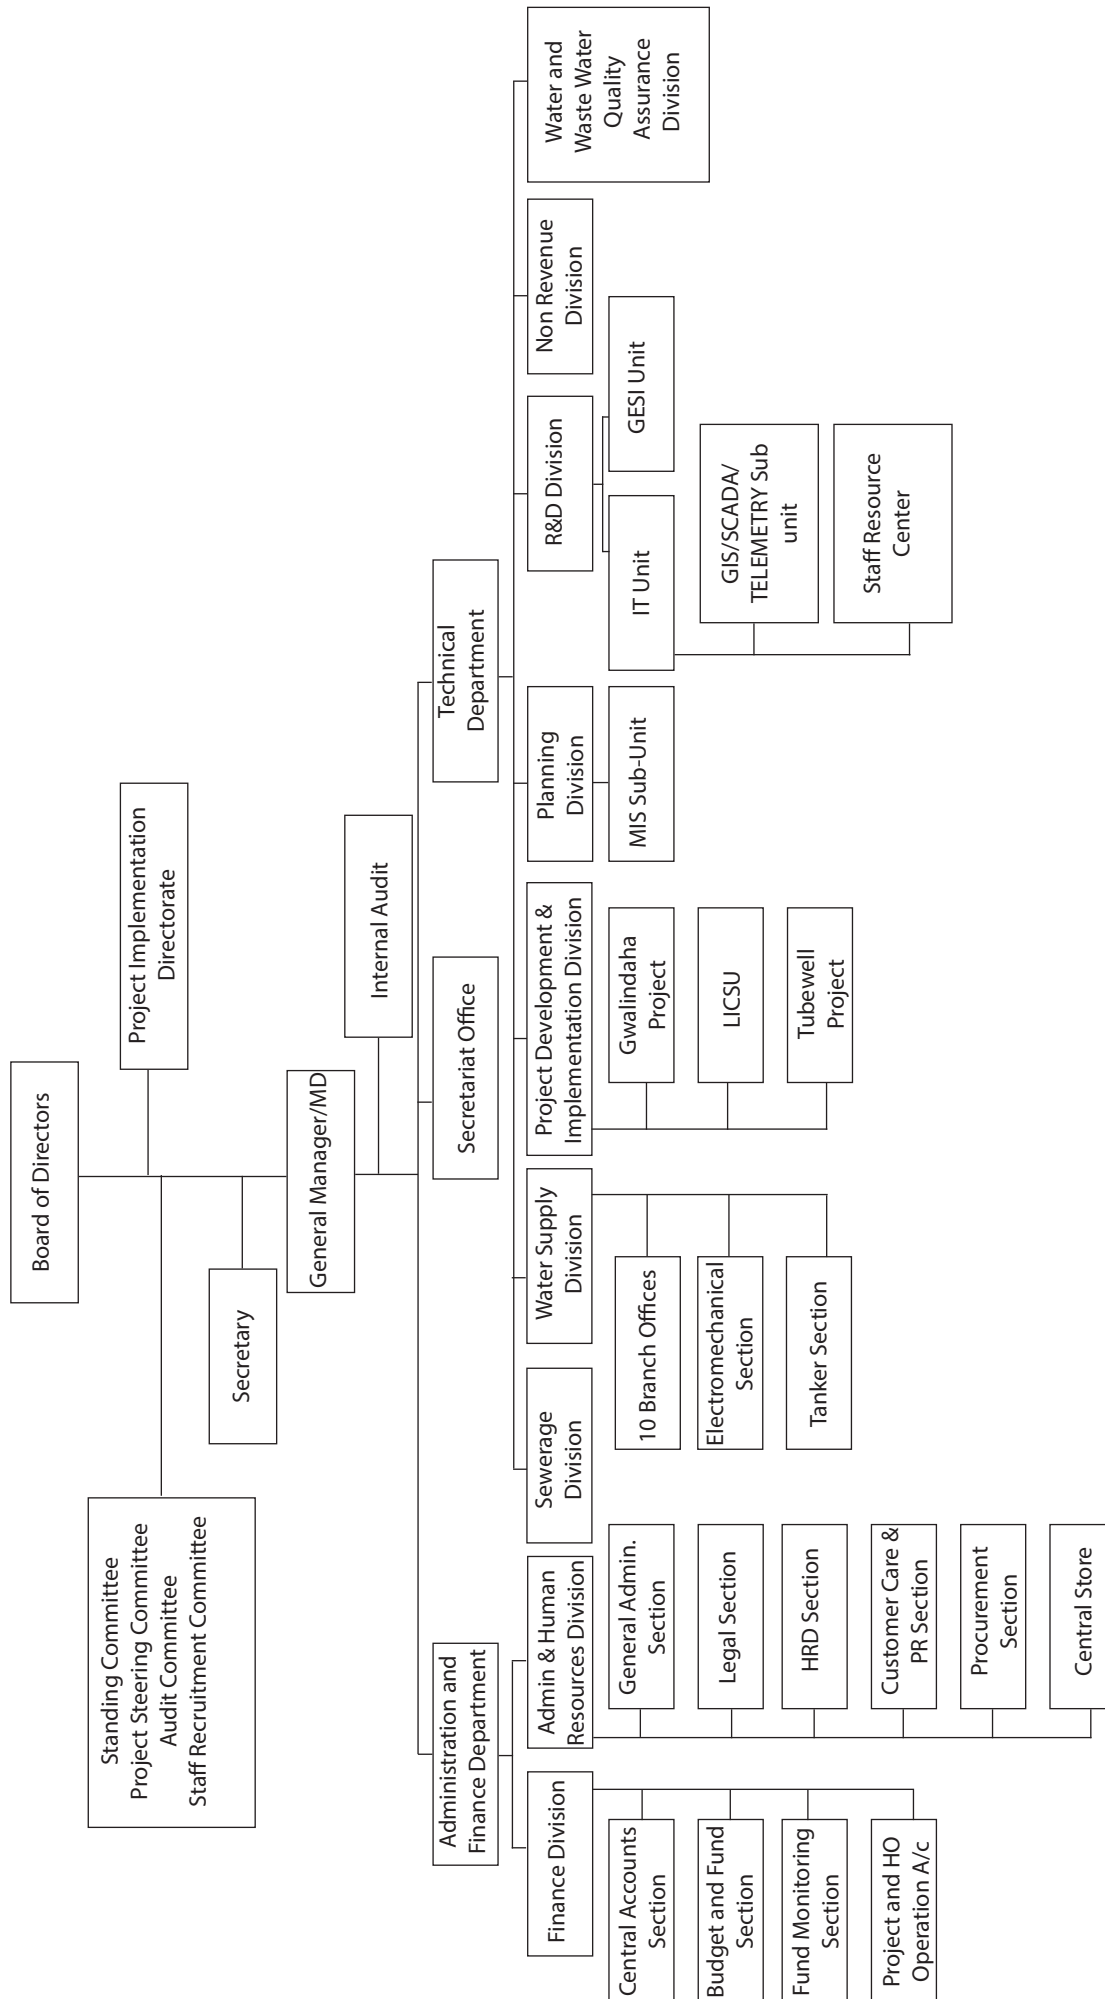 Board of Directors
Project Implementation
Directorate
Standing Committee
Project Steering Committee
Audit Committee
Staff Recruitment Committee
Secretary
General Manager/MD
Internal Audit
Administration and
Finance Department
Secretariat Office
Technical
Department
Finance Division
Admin & Human
Resources Division
Sewerage
Division
Water Supply
Division
Project Development &
Implementation Division
Planning
Division
R&D Division
Non Revenue
Division
Water and
Waste Water
Quality
Assurance
Division
Central Accounts
Section
Budget and Fund
Section
Fund Monitoring
Section
Project and HO
Operation A/c
General Admin.
Section
Legal Section
HRD Section
Customer Care &
PR Section
Procurement
Section
Central Store
10 Branch Offices
Electromechanical
Section
Tanker Section
Gwalindaha
Project
LICSU
Tubewell
Project
MIS Sub-Unit
IT Unit
GESI Unit
GIS/SCADA/
TELEMETRY Sub
unit
Staff Resource
Center